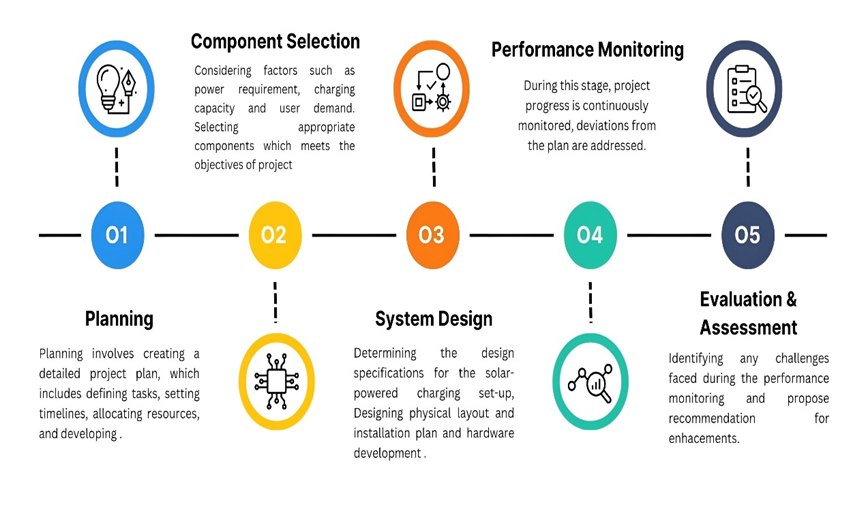 Component Selection
Considering factors such as
power requirement, charging
capacity and user demand.
Selecting appropriate
components which meets the
objectives of project
Performance Monitoring
During this stage, project
progress is continuously
monitored, deviations from
the plan are addressed.
01
02
03
04
05
Planning
Planning involves creating a
detailed project plan, which
includes defining tasks, setting
timelines, allocating resources,
and developing .
System Design
Determining the design
specifications for the solar-
powered charging set-up,
Designing physical layout and
installation plan and hardware
development .
Evaluation &
Assessment
Identifying any challenges
faced during the performance
monitoring and propose
recommendation for
enhacements.